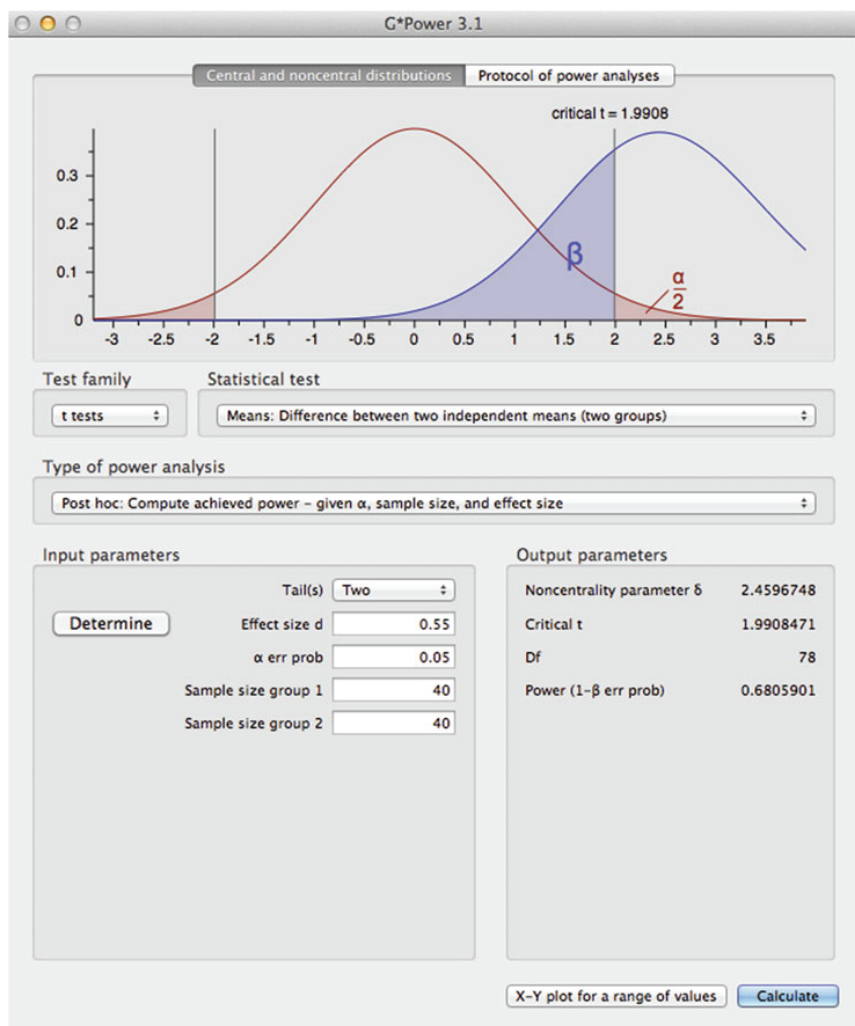 G*Power 3.1
Central and noncentral distributions Protocol of power analyses
critical t = 1.9908
0.3
0.2
0.1
0
β
α
2
-3 -2.5 -2 -1.5 -1 -0.5 0 0.5 1 1.5 2 2.5 3 3.5
Test family Statistical test
t tests Means: Difference between two independent means (two groups)
Type of power analysis
Post hoc: Compute achieved power – given α, sample size, and effect size
Input parameters
Tail(s) Two
Determine Effect size d 0.55
α err prob 0.05
Sample size group 1 40
Sample size group 2 40
Output parameters
Noncentrality parameter δ 2.4596748
Critical t 1.9908471
Df 78
Power (1-β err prob) 0.6805901
X-Y plot for a range of values Calculate